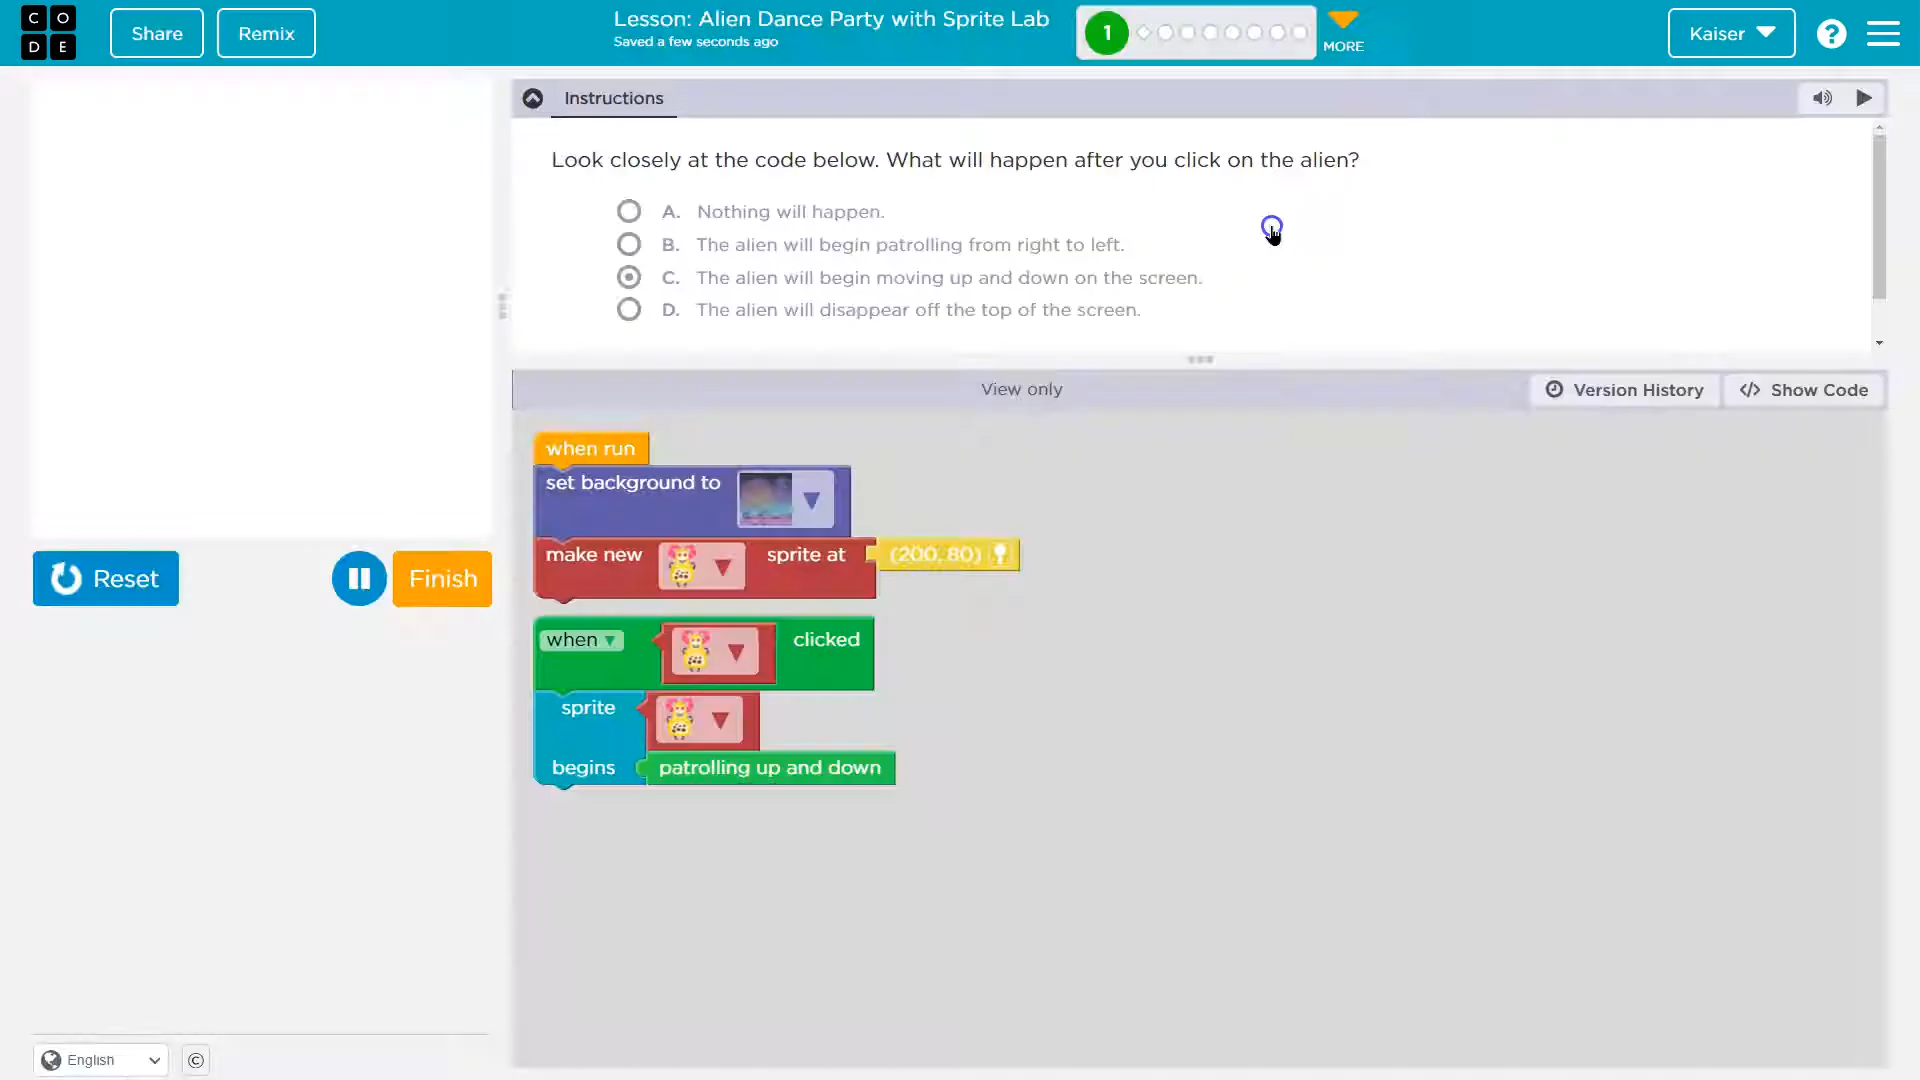 C O
D E
Share
Remix
Lesson: Alien Dance Party with Sprite Lab
Saved a few seconds ago
1
MORE
Kaiser
?
Instructions
Look closely at the code below. What will happen after you click on the alien?
A. Nothing will happen.
B. The alien will begin patrolling from right to left.
C. The alien will begin moving up and down on the screen.
D. The alien will disappear off the top of the screen.
View only
Version History
</> Show Code
when run
set background to
make new sprite at (200, 80)
when clicked
sprite
begins patrolling up and down
Reset
Finish
English
©